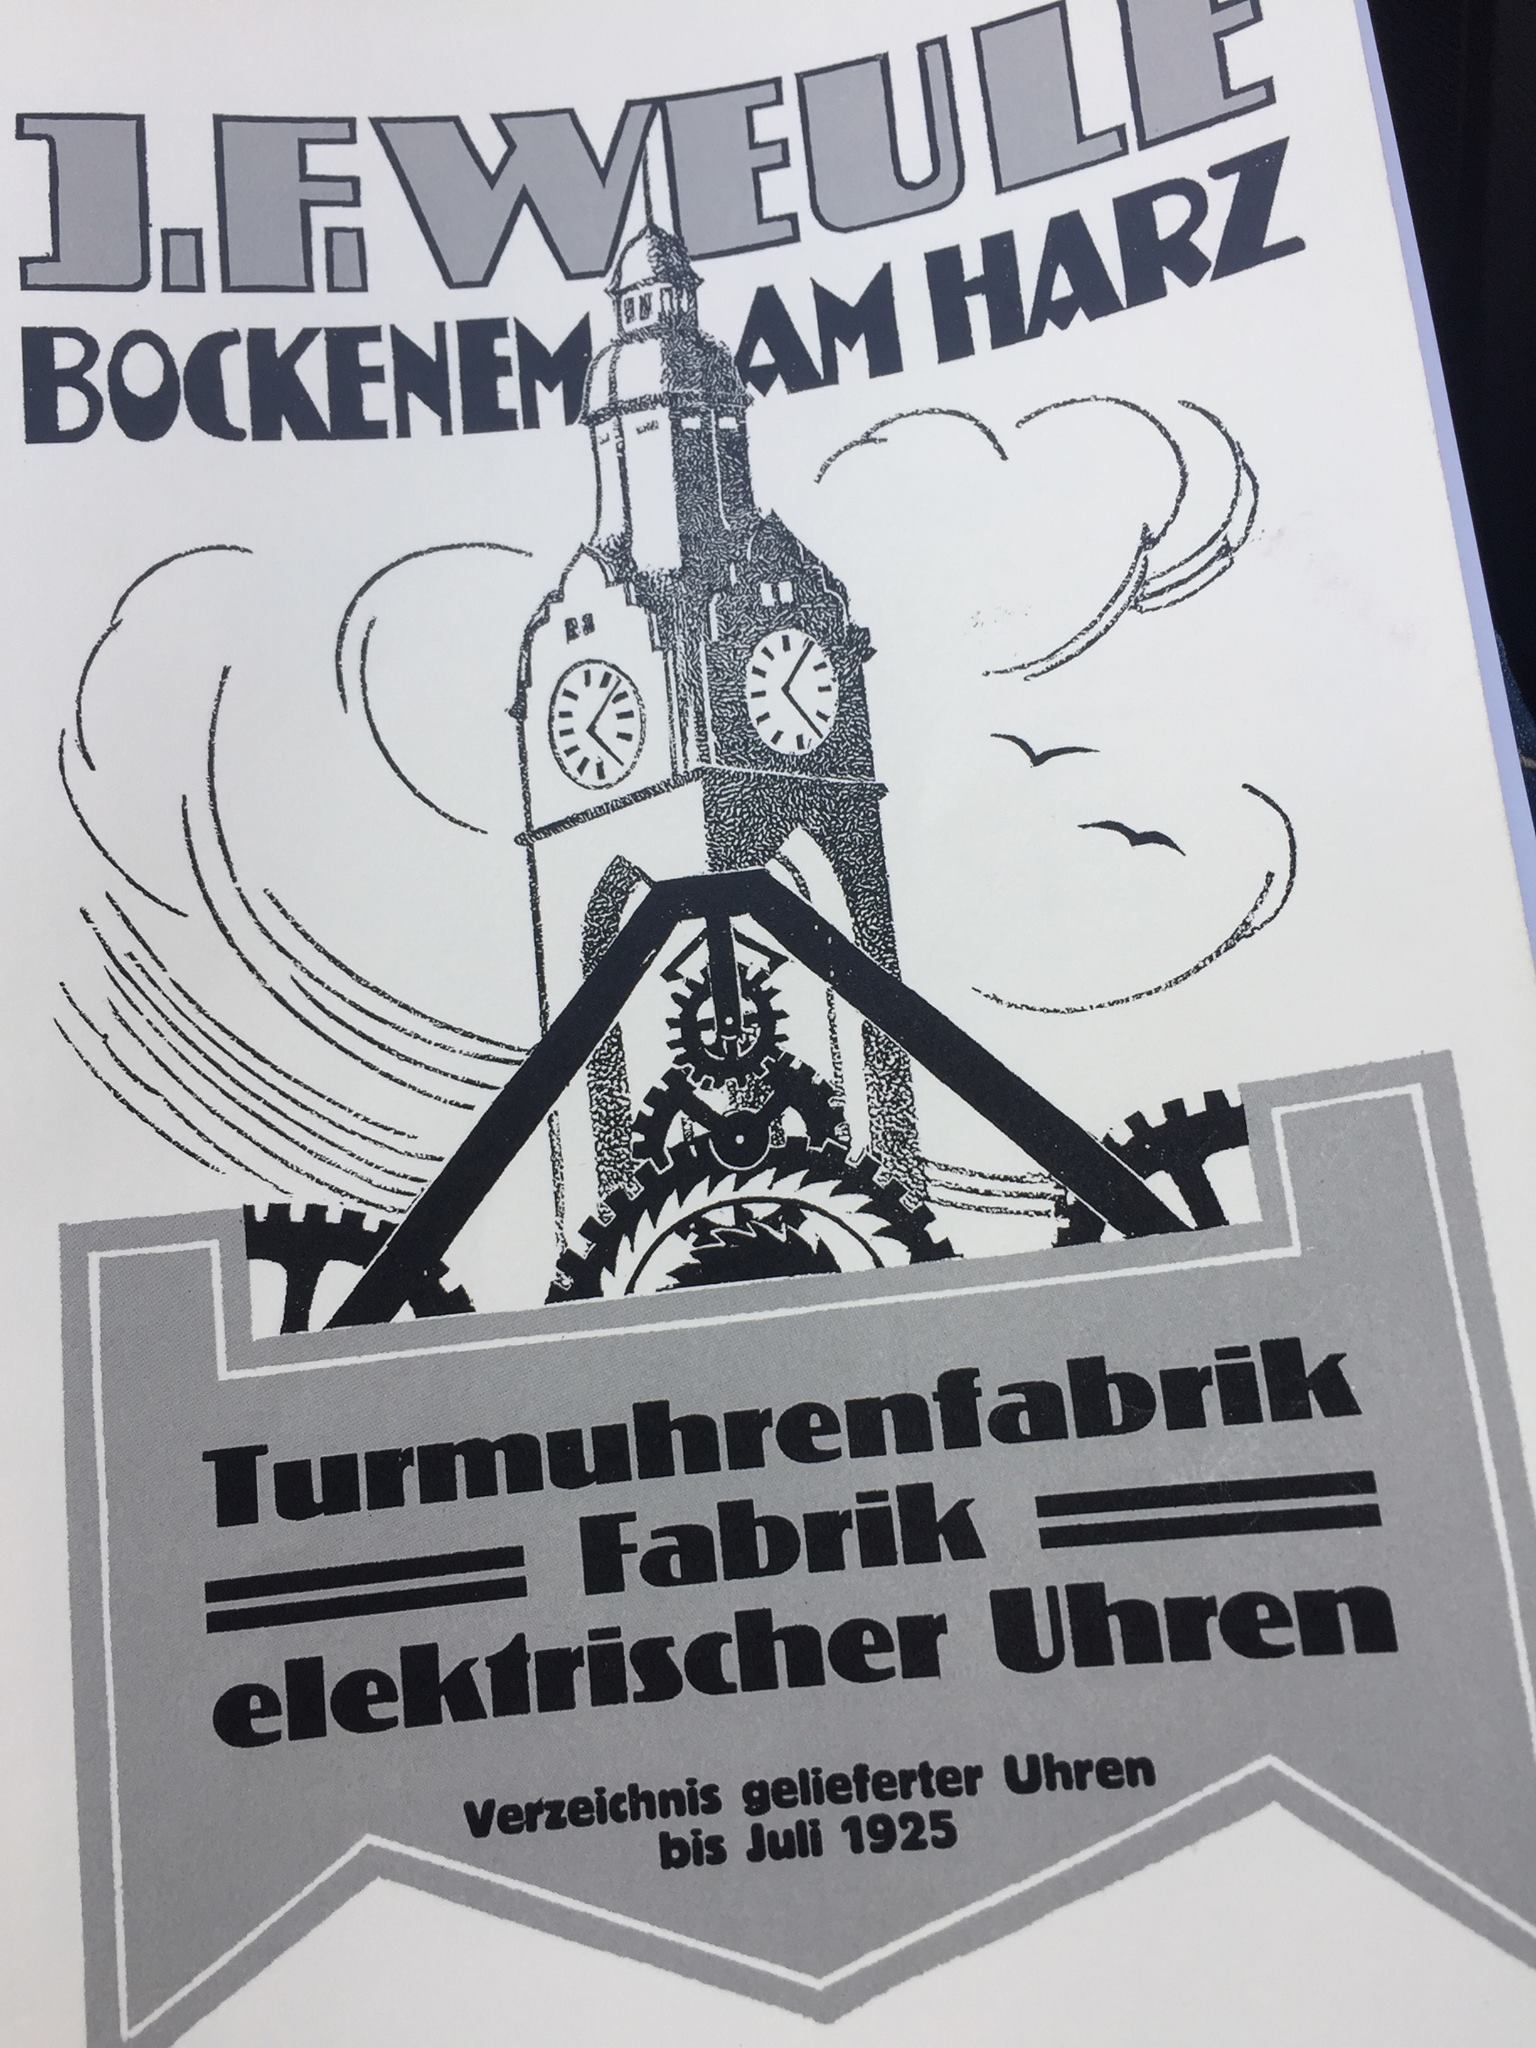 J.F.WEULE
BOCKENEM AM HARZ
Turmuhrenfabrik
Fabrik
elektrischer Uhren
Verzeichnis gelieferter Uhren
bis Juli 1925